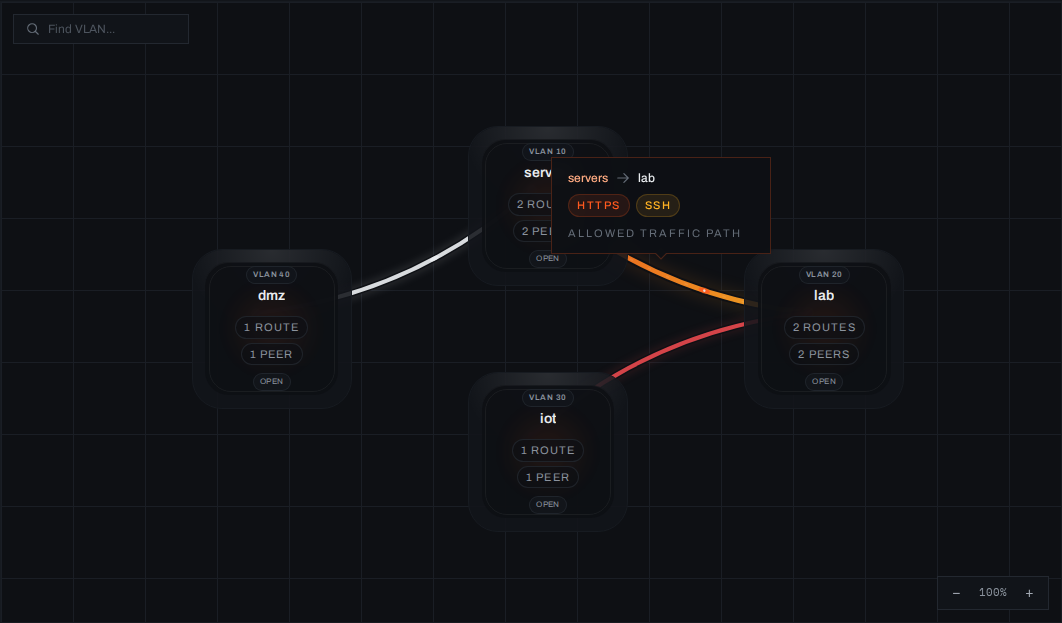 Find VLAN...
VLAN 10
serv
2 ROU
2 PE
OPEN
servers → lab
HTTPS SSH
ALLOWED TRAFFIC PATH
VLAN 40
dmz
1 ROUTE
1 PEER
OPEN
VLAN 20
lab
2 ROUTES
2 PEERS
OPEN
VLAN 30
iot
1 ROUTE
1 PEER
OPEN
− 100% +